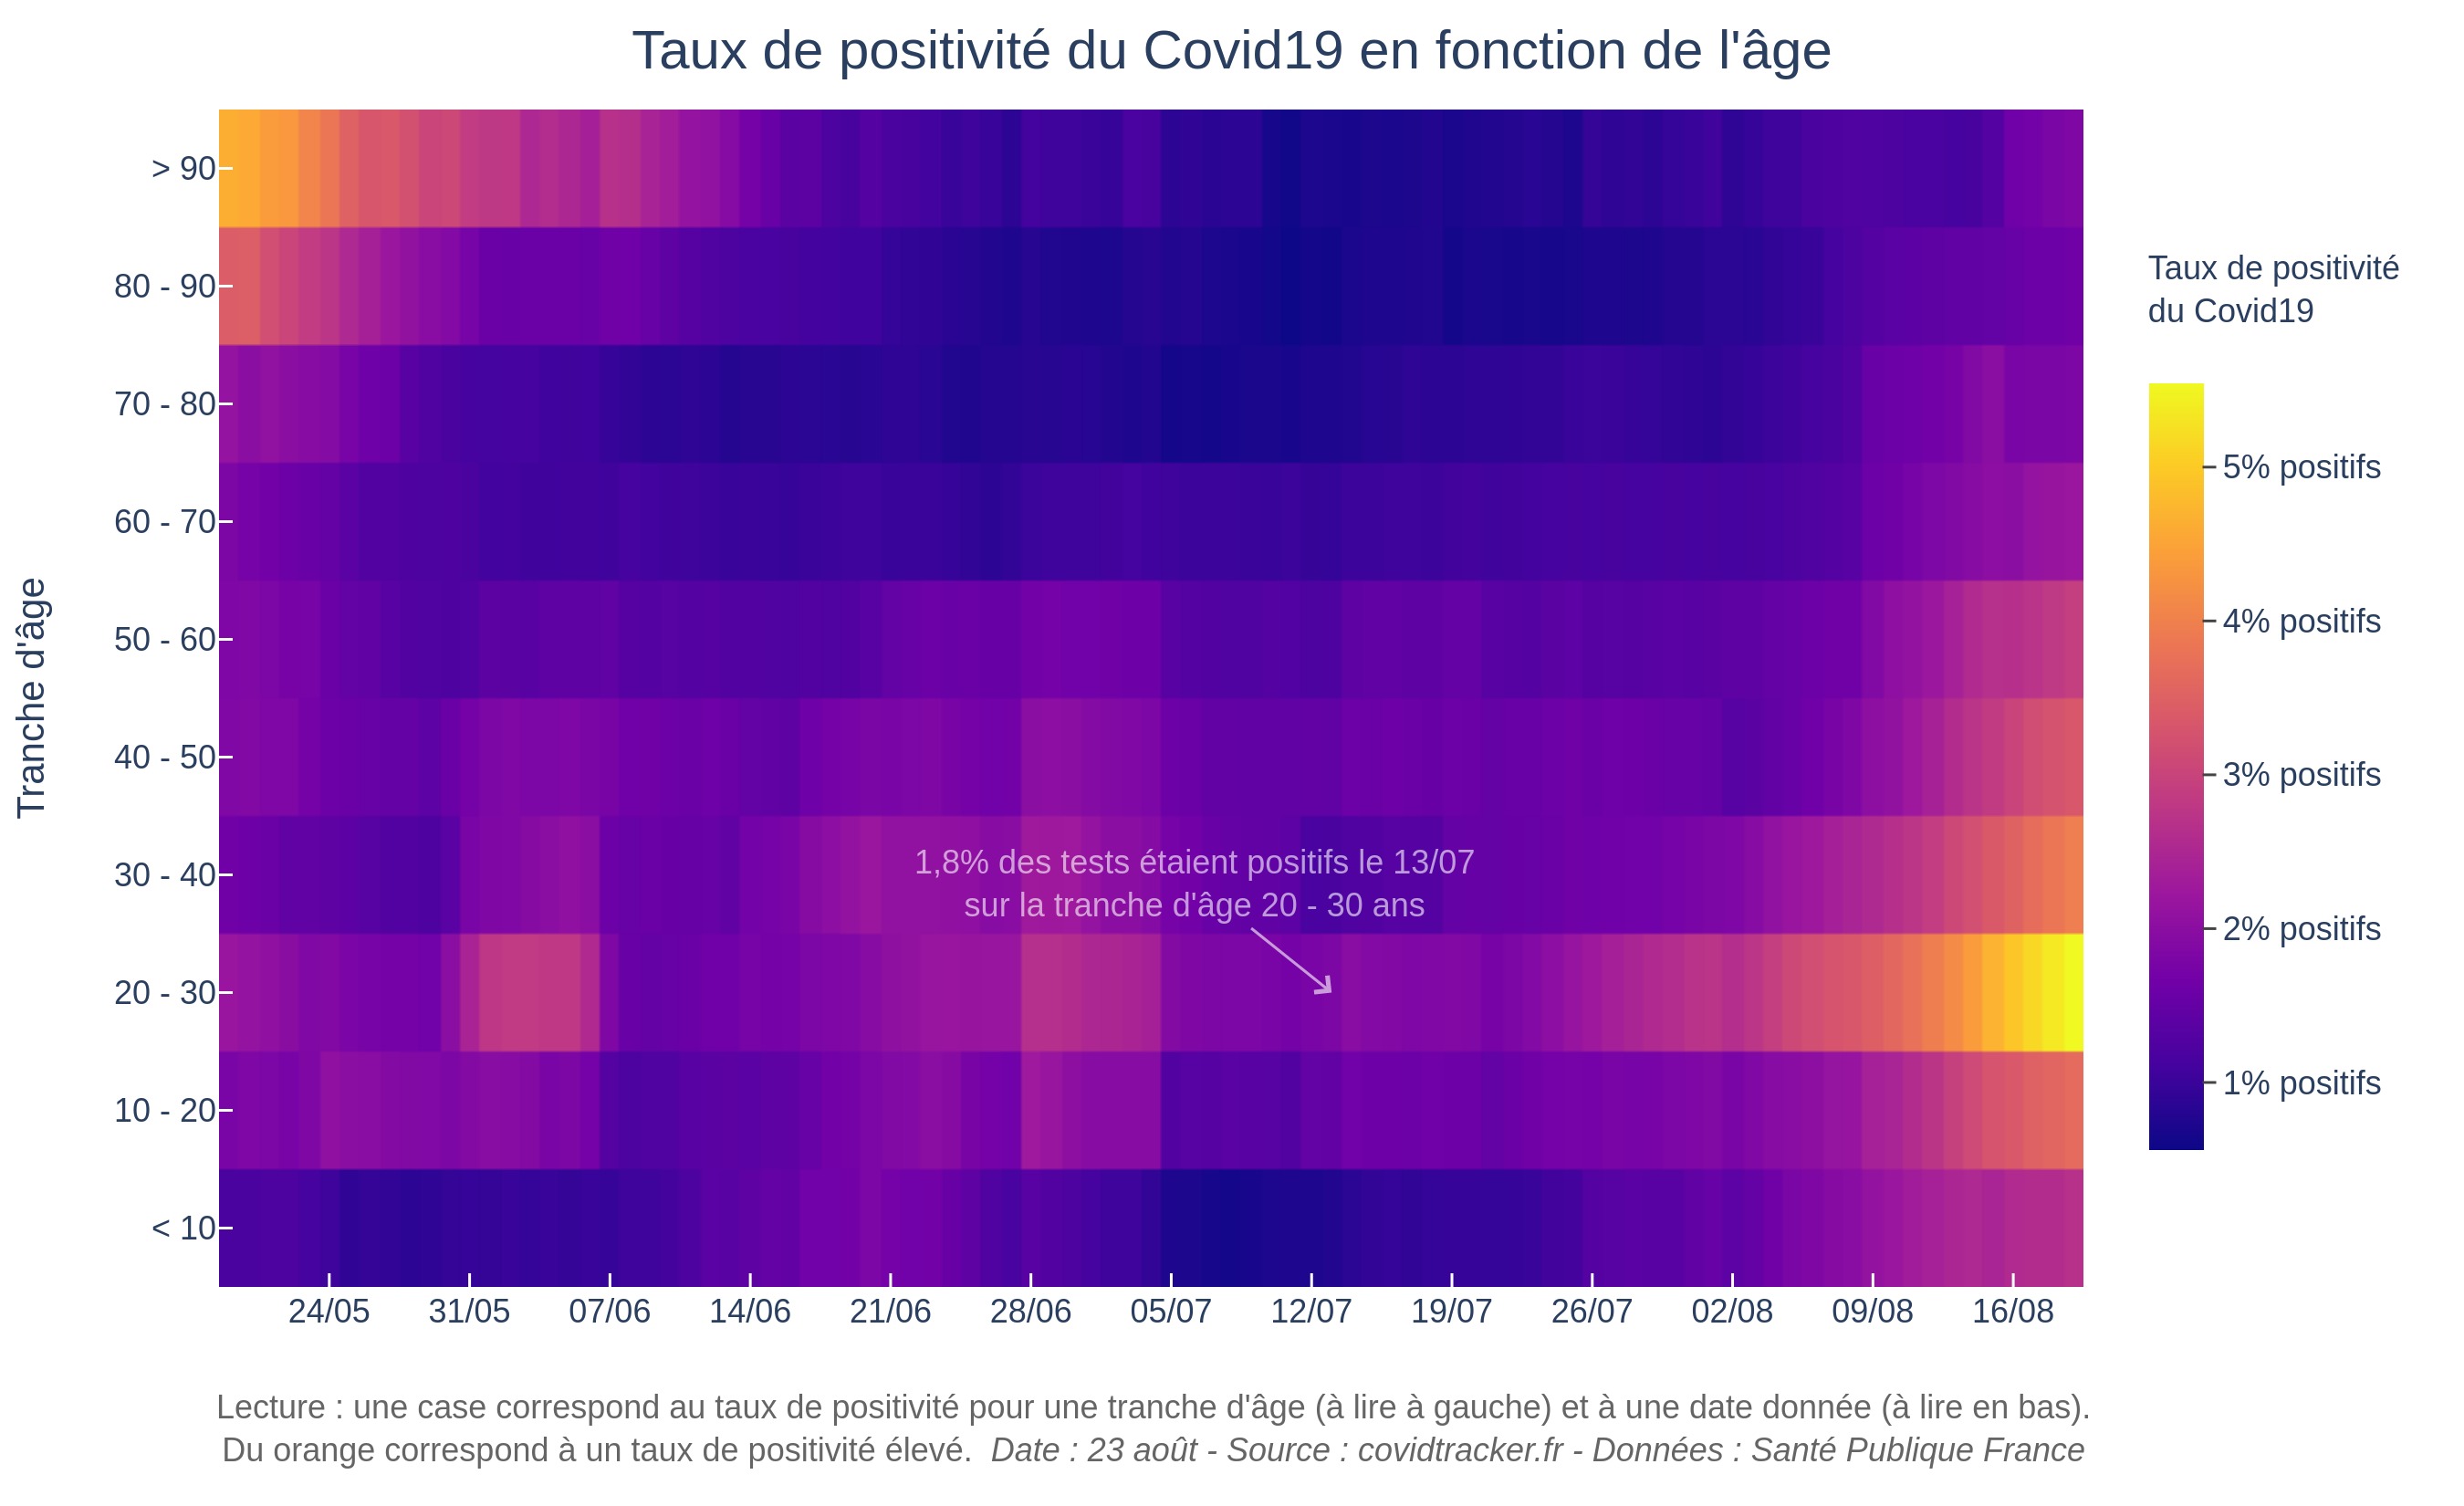 Taux de positivité du Covid19 en fonction de l'âge
Tranche d'âge
> 90
80 - 90
70 - 80
60 - 70
50 - 60
40 - 50
30 - 40
20 - 30
10 - 20
< 10
1,8% des tests étaient positifs le 13/07
sur la tranche d'âge 20 - 30 ans
24/05 31/05 07/06 14/06 21/06 28/06 05/07 12/07 19/07 26/07 02/08 09/08 16/08
Taux de positivité
du Covid19
5% positifs
4% positifs
3% positifs
2% positifs
1% positifs
Lecture : une case correspond au taux de positivité pour une tranche d'âge (à lire à gauche) et à une date donnée (à lire en bas).
Du orange correspond à un taux de positivité élevé. Date : 23 août - Source : covidtracker.fr - Données : Santé Publique France